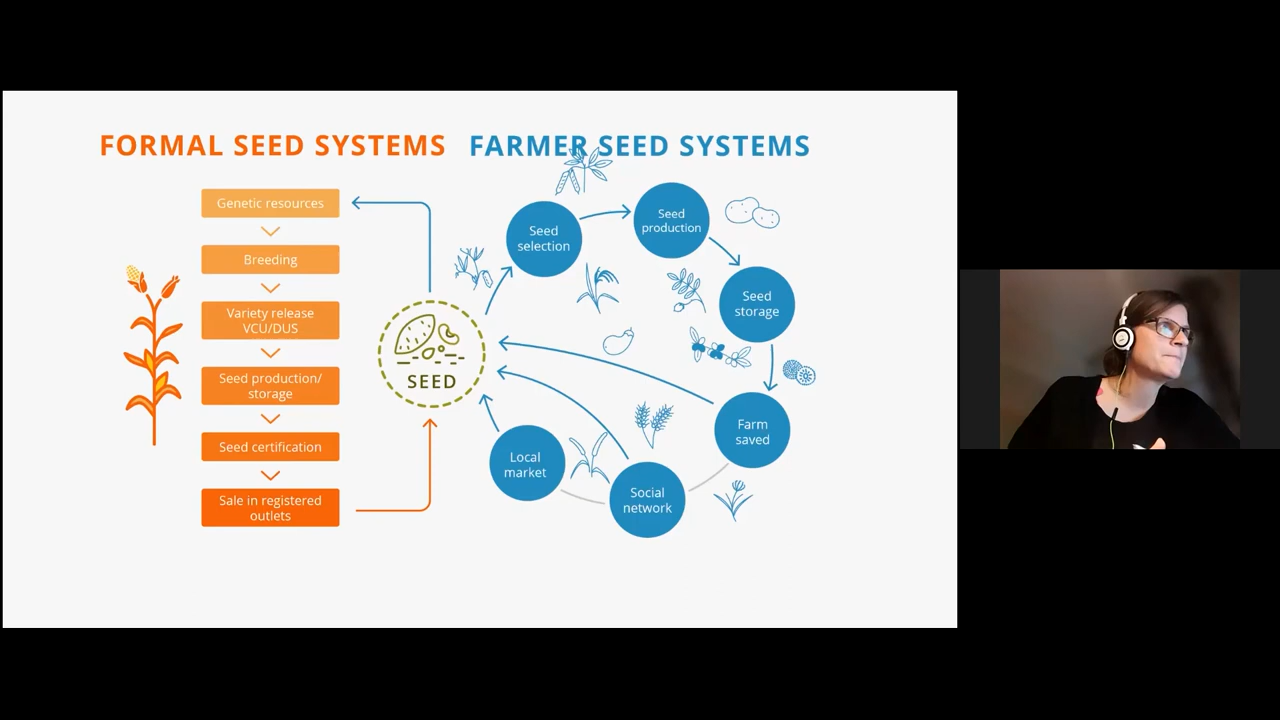 FORMAL SEED SYSTEMS
FARMER SEED SYSTEMS
Genetic resources
Breeding
Variety release
VCU/DUS
Seed production/
storage
Seed certification
Sale in registered
outlets
SEED
Seed
selection
Seed
production
Seed
storage
Farm
saved
Social
network
Local
market